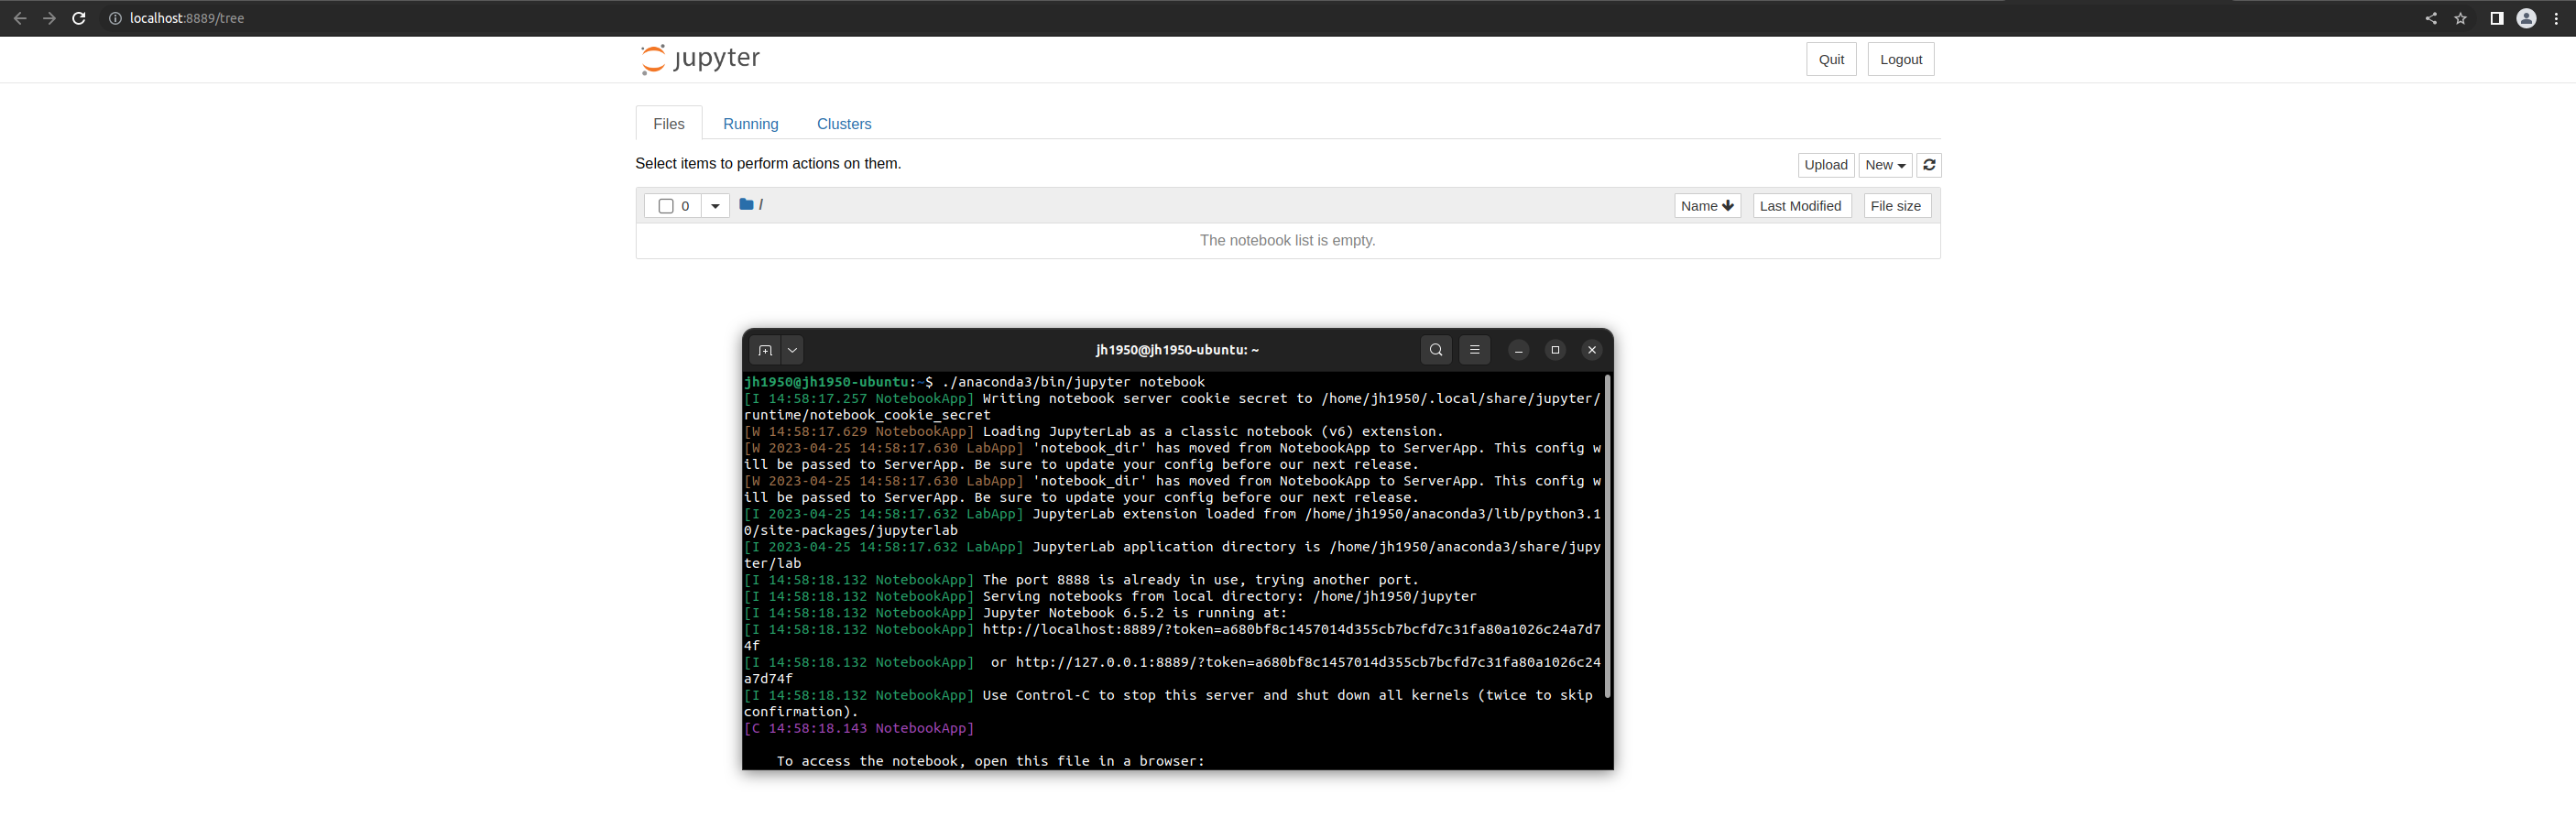 localhost:8889/tree
jupyter
Quit
Logout
Files
Running
Clusters
Select items to perform actions on them.
Upload
New
0
/
Name
Last Modified
File size
The notebook list is empty.
jh1950@jh1950-ubuntu: ~
jh1950@jh1950-ubuntu:~$ ./anaconda3/bin/jupyter notebook
[I 14:58:17.257 NotebookApp] Writing notebook server cookie secret to /home/jh1950/.local/share/jupyter/
runtime/notebook_cookie_secret
[W 14:58:17.629 NotebookApp] Loading JupyterLab as a classic notebook (v6) extension.
[W 2023-04-25 14:58:17.630 LabApp] 'notebook_dir' has moved from NotebookApp to ServerApp. This config w
ill be passed to ServerApp. Be sure to update your config before our next release.
[W 2023-04-25 14:58:17.630 LabApp] 'notebook_dir' has moved from NotebookApp to ServerApp. This config w
ill be passed to ServerApp. Be sure to update your config before our next release.
[I 2023-04-25 14:58:17.632 LabApp] JupyterLab extension loaded from /home/jh1950/anaconda3/lib/python3.1
0/site-packages/jupyterlab
[I 2023-04-25 14:58:17.632 LabApp] JupyterLab application directory is /home/jh1950/anaconda3/share/jupy
ter/lab
[I 14:58:18.132 NotebookApp] The port 8888 is already in use, trying another port.
[I 14:58:18.132 NotebookApp] Serving notebooks from local directory: /home/jh1950/jupyter
[I 14:58:18.132 NotebookApp] Jupyter Notebook 6.5.2 is running at:
[I 14:58:18.132 NotebookApp] http://localhost:8889/?token=a680bf8c1457014d355cb7bcfd7c31fa80a1026c24a7d7
4f
[I 14:58:18.132 NotebookApp]  or http://127.0.0.1:8889/?token=a680bf8c1457014d355cb7bcfd7c31fa80a1026c24
a7d74f
[I 14:58:18.132 NotebookApp] Use Control-C to stop this server and shut down all kernels (twice to skip
confirmation).
[C 14:58:18.143 NotebookApp]
To access the notebook, open this file in a browser: